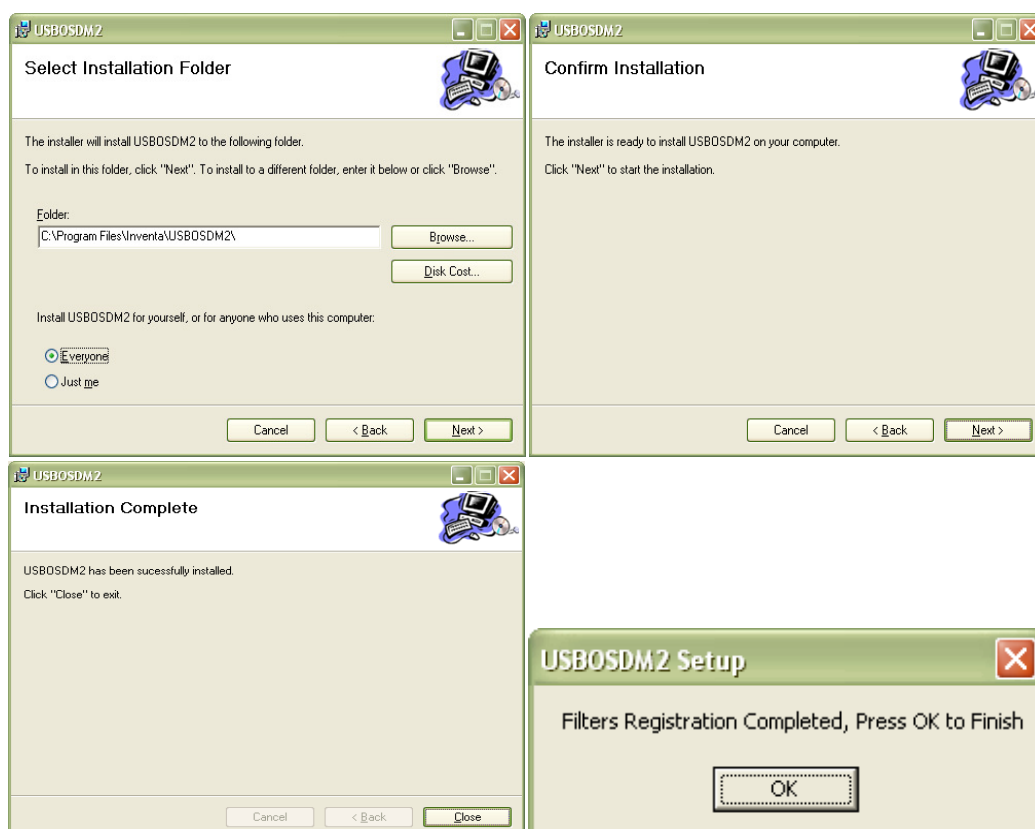 USBOSDM2
Select Installation Folder
The installer will install USBOSDM2 to the following folder.
To install in this folder, click "Next". To install to a different folder, enter it below or click "Browse".
Folder:
C:\Program Files\Inventa\USBOSDM2\
Browse...
Disk Cost...
Install USBOSDM2 for yourself, or for anyone who uses this computer:
Everyone
Just me
Cancel
< Back
Next >
USBOSDM2
Confirm Installation
The installer is ready to install USBOSDM2 on your computer.
Click "Next" to start the installation.
Cancel
< Back
Next >
USBOSDM2
Installation Complete
USBOSDM2 has been sucessfully installed.
Click "Close" to exit.
Cancel
< Back
Close
USBOSDM2 Setup
Filters Registration Completed, Press OK to Finish
OK